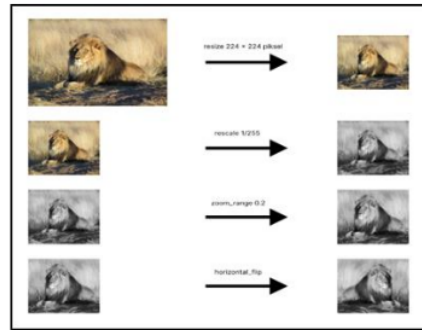 resize 224 × 224 piksel
rescale 1/255
zoom_range 0.2
horizontal_flip